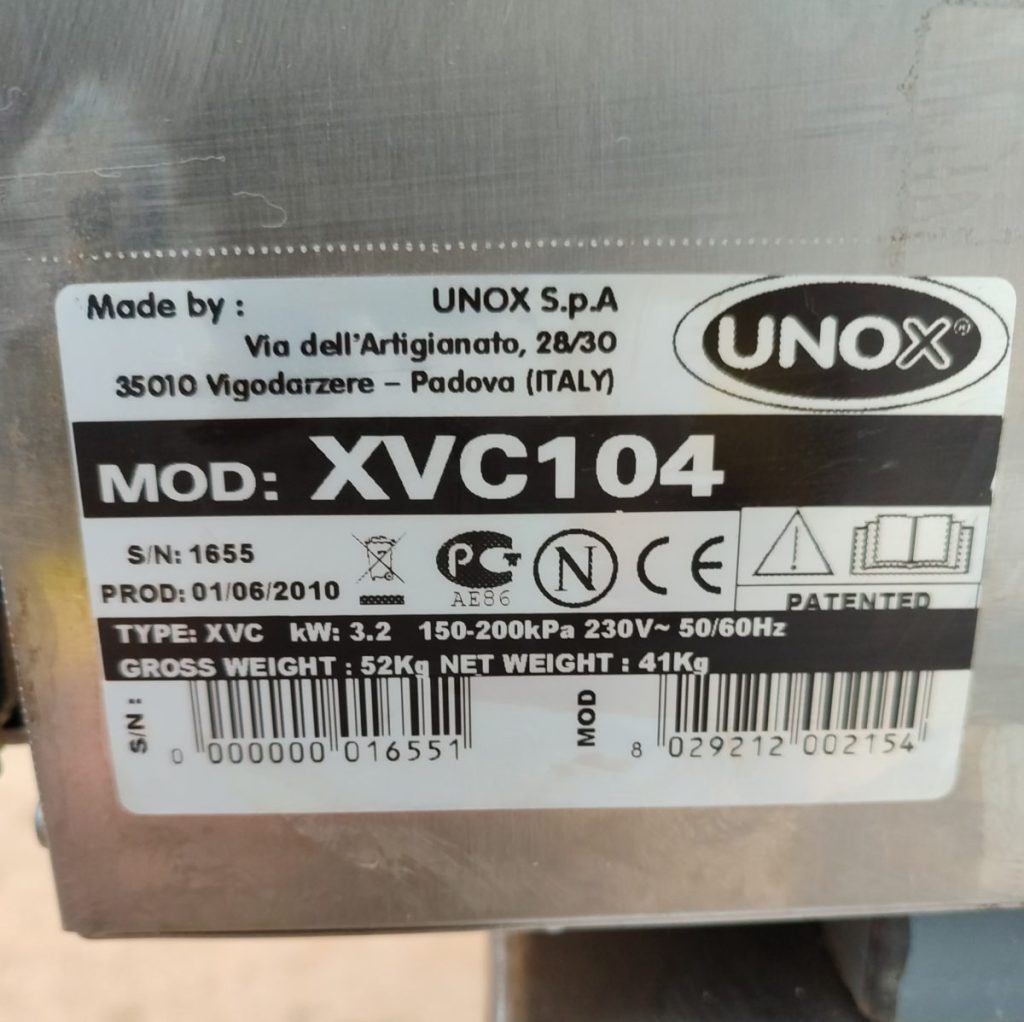 Made by : UNOX S.p.A
Via dell'Artigianato, 28/30
35010 Vigodarzere – Padova (ITALY)
UNOX®
MOD: XVC104
S/N: 1655
PROD: 01/06/2010
PG
AE86
N
CE
PATENTED
TYPE: XVC kW: 3.2 150-200kPa 230V~ 50/60Hz
GROSS WEIGHT : 52Kg NET WEIGHT : 41Kg
S/N :
0 000000 016551
MOD
8 029212 002154